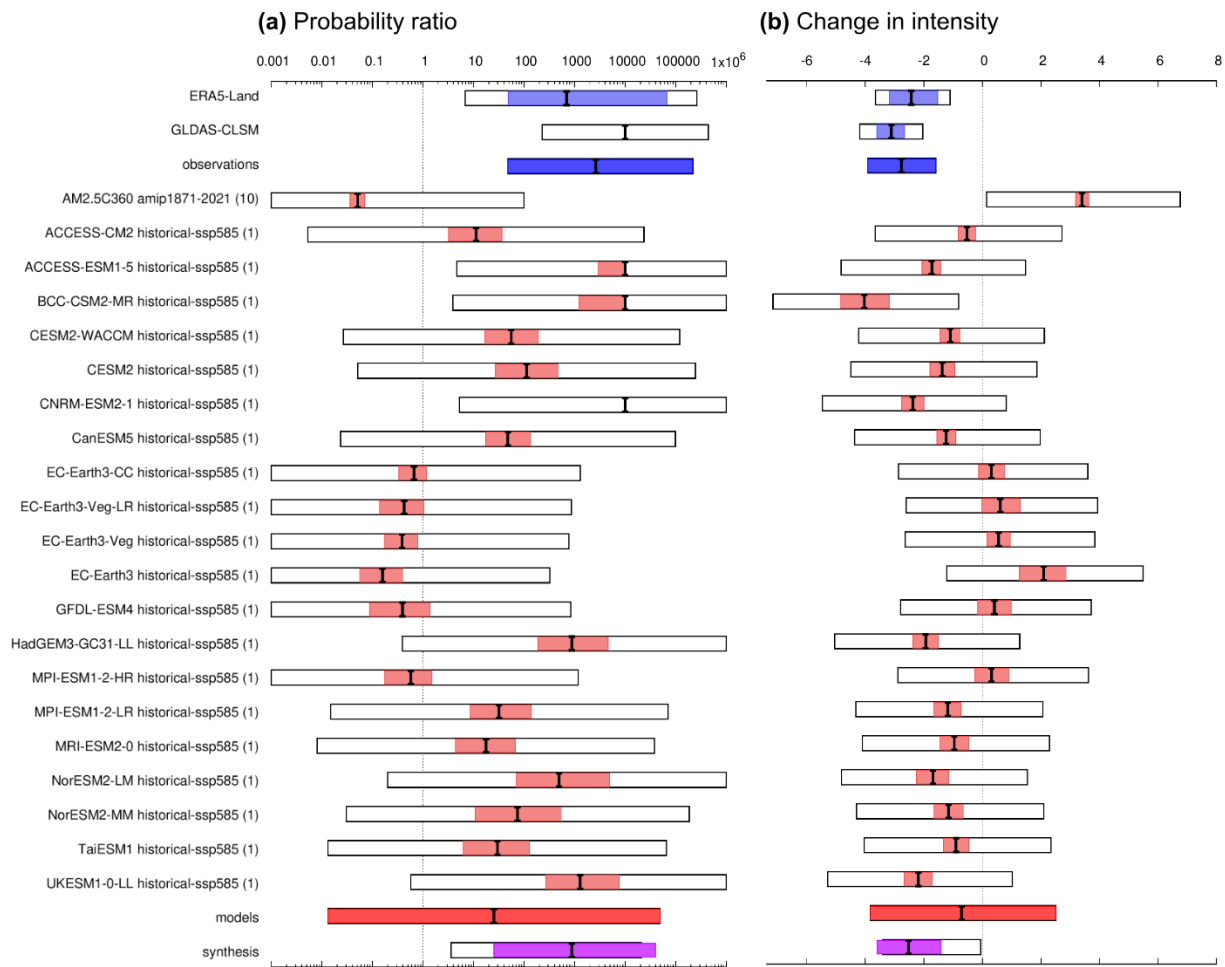 (a) Probability ratio
(b) Change in intensity
0.001 0.01 0.1 1 10 100 1000 10000 100000 1x10⁶
-6 -4 -2 0 2 4 6 8
ERA5-Land
GLDAS-CLSM
observations
AM2.5C360 amip1871-2021 (10)
ACCESS-CM2 historical-ssp585 (1)
ACCESS-ESM1-5 historical-ssp585 (1)
BCC-CSM2-MR historical-ssp585 (1)
CESM2-WACCM historical-ssp585 (1)
CESM2 historical-ssp585 (1)
CNRM-ESM2-1 historical-ssp585 (1)
CanESM5 historical-ssp585 (1)
EC-Earth3-CC historical-ssp585 (1)
EC-Earth3-Veg-LR historical-ssp585 (1)
EC-Earth3-Veg historical-ssp585 (1)
EC-Earth3 historical-ssp585 (1)
GFDL-ESM4 historical-ssp585 (1)
HadGEM3-GC31-LL historical-ssp585 (1)
MPI-ESM1-2-HR historical-ssp585 (1)
MPI-ESM1-2-LR historical-ssp585 (1)
MRI-ESM2-0 historical-ssp585 (1)
NorESM2-LM historical-ssp585 (1)
NorESM2-MM historical-ssp585 (1)
TaiESM1 historical-ssp585 (1)
UKESM1-0-LL historical-ssp585 (1)
models
synthesis